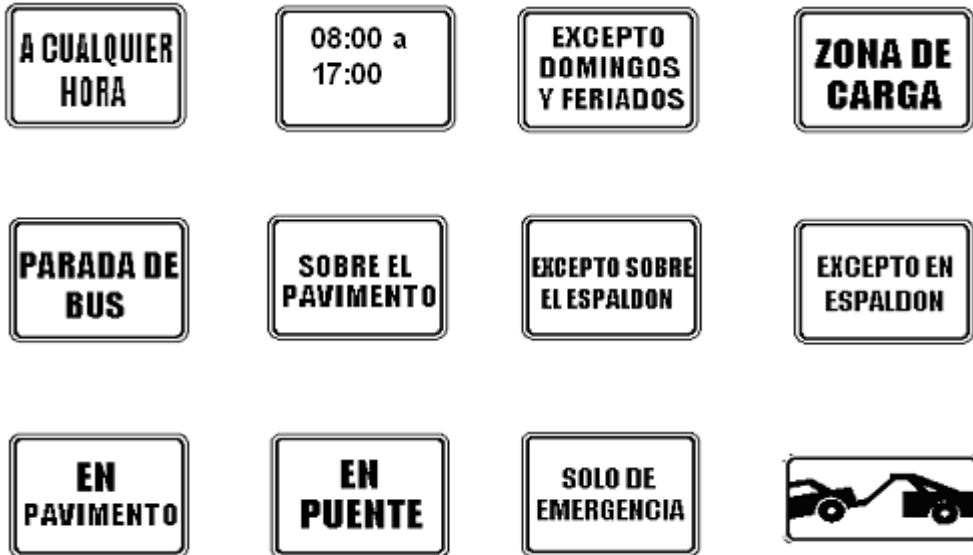 A CUALQUIER
HORA
08:00 a
17:00
EXCEPTO
DOMINGOS
Y FERIADOS
ZONA DE
CARGA
PARADA DE
BUS
SOBRE EL
PAVIMENTO
EXCEPTO SOBRE
EL ESPALDON
EXCEPTO EN
ESPALDON
EN
PAVIMENTO
EN
PUENTE
SOLO DE
EMERGENCIA